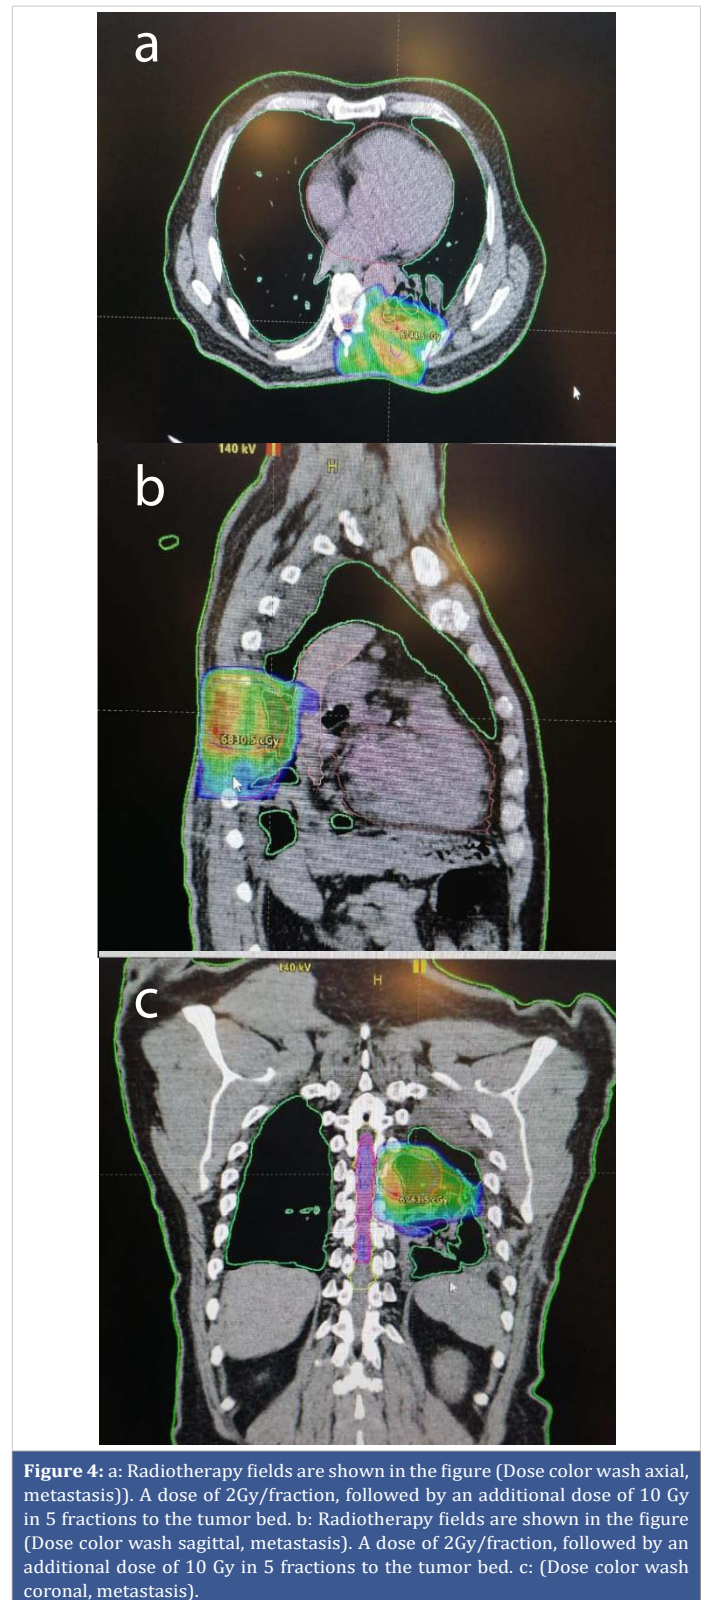 a
6744.5 cGy
140 kV
H
b
6830.5 cGy
140 kV
H
c
Figure 4: a: Radiotherapy fields are shown in the figure (Dose color wash axial,
metastasis)). A dose of 2Gy/fraction, followed by an additional dose of 10 Gy
in 5 fractions to the tumor bed. b: Radiotherapy fields are shown in the figure
(Dose color wash sagittal, metastasis). A dose of 2Gy/fraction, followed by an
additional dose of 10 Gy in 5 fractions to the tumor bed. c: (Dose color wash
coronal, metastasis).